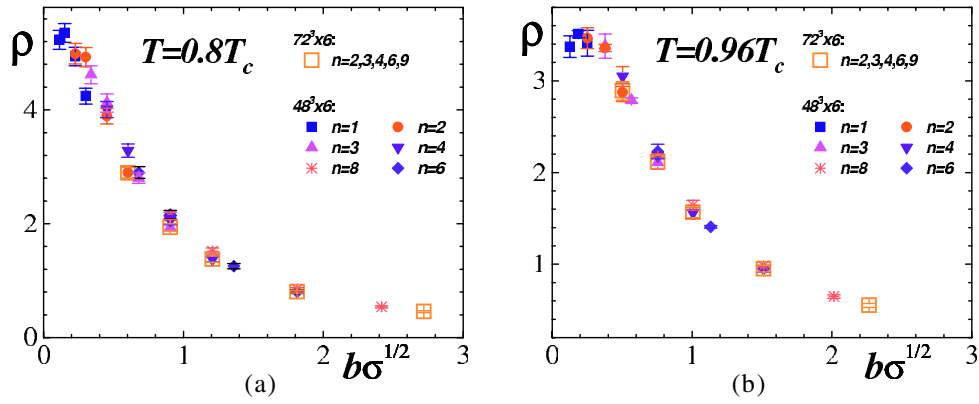 ρ
T=0.8T_c
72³x6:
n=2,3,4,6,9
48³x6:
n=1 n=2
n=3 n=4
n=8 n=6
4
2
0
0 1 2 3
bσ^1/2
(a)
ρ
T=0.96T_c
72³x6:
n=2,3,4,6,9
48³x6:
n=1 n=2
n=3 n=4
n=8 n=6
3
2
1
0 1 2 3
bσ^1/2
(b)